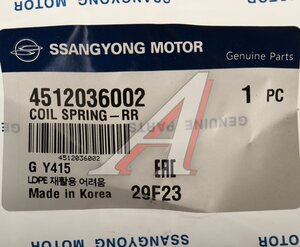 SSANGYONG MOTOR
Genuine Parts
4512036002
1 PC
COIL SPRING-RR
4512036002
G Y415
EAC
LDPE 재활용 어려움
Made in Korea
29F23